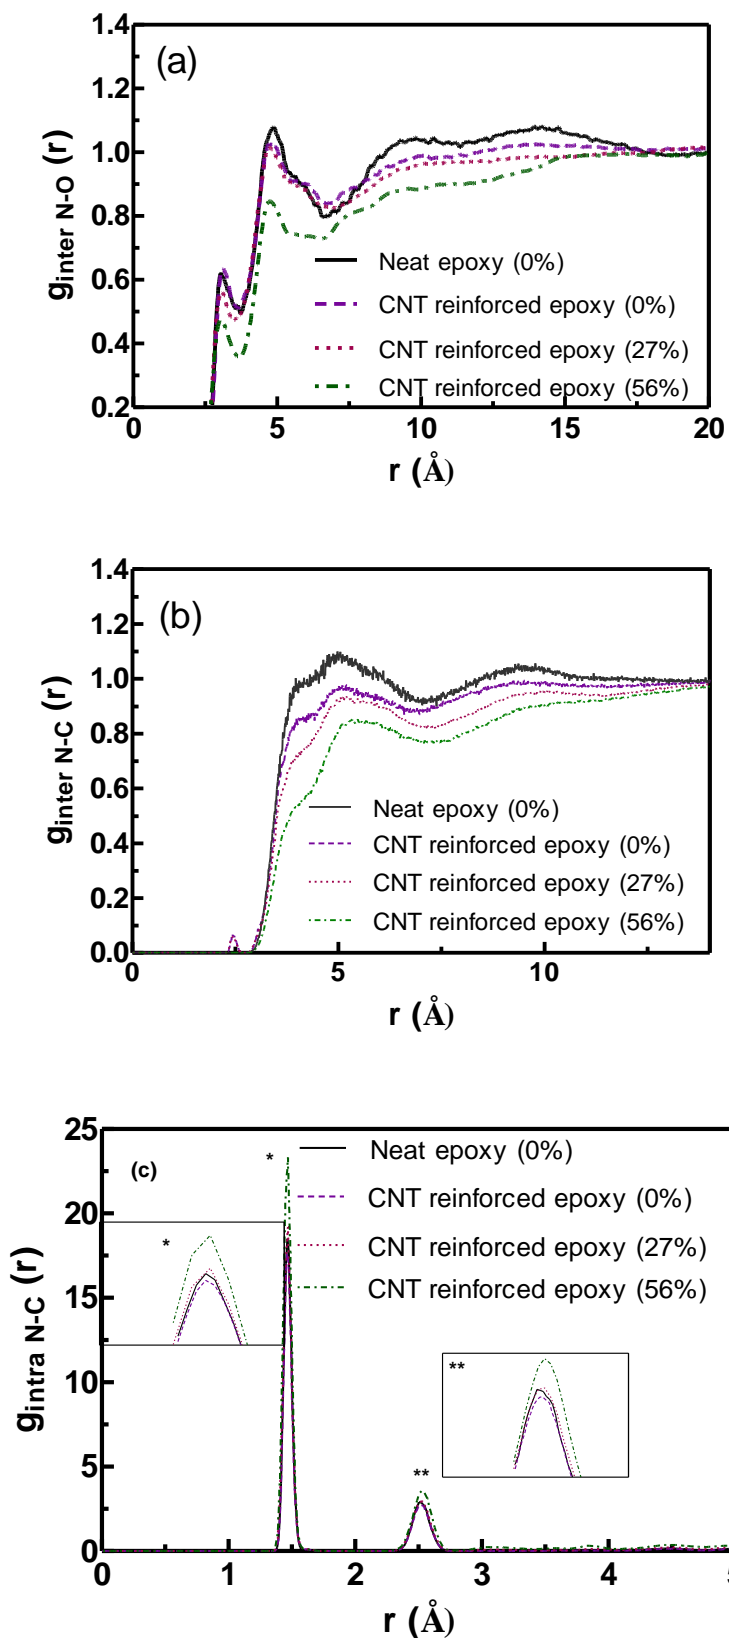 (a)
1.4
1.2
1.0
0.8
0.6
0.4
0.2
g inter N-O (r)
Neat epoxy (0%)
CNT reinforced epoxy (0%)
CNT reinforced epoxy (27%)
CNT reinforced epoxy (56%)
0 5 10 15 20
r (Å)
(b)
1.4
1.2
1.0
0.8
0.6
0.4
0.2
0.0
g inter N-C (r)
Neat epoxy (0%)
CNT reinforced epoxy (0%)
CNT reinforced epoxy (27%)
CNT reinforced epoxy (56%)
0 5 10
r (Å)
(c)
25
20
15
10
5
0
g intra N-C (r)
*
Neat epoxy (0%)
CNT reinforced epoxy (0%)
CNT reinforced epoxy (27%)
CNT reinforced epoxy (56%)
*
**
**
0 1 2 3 4 5
r (Å)